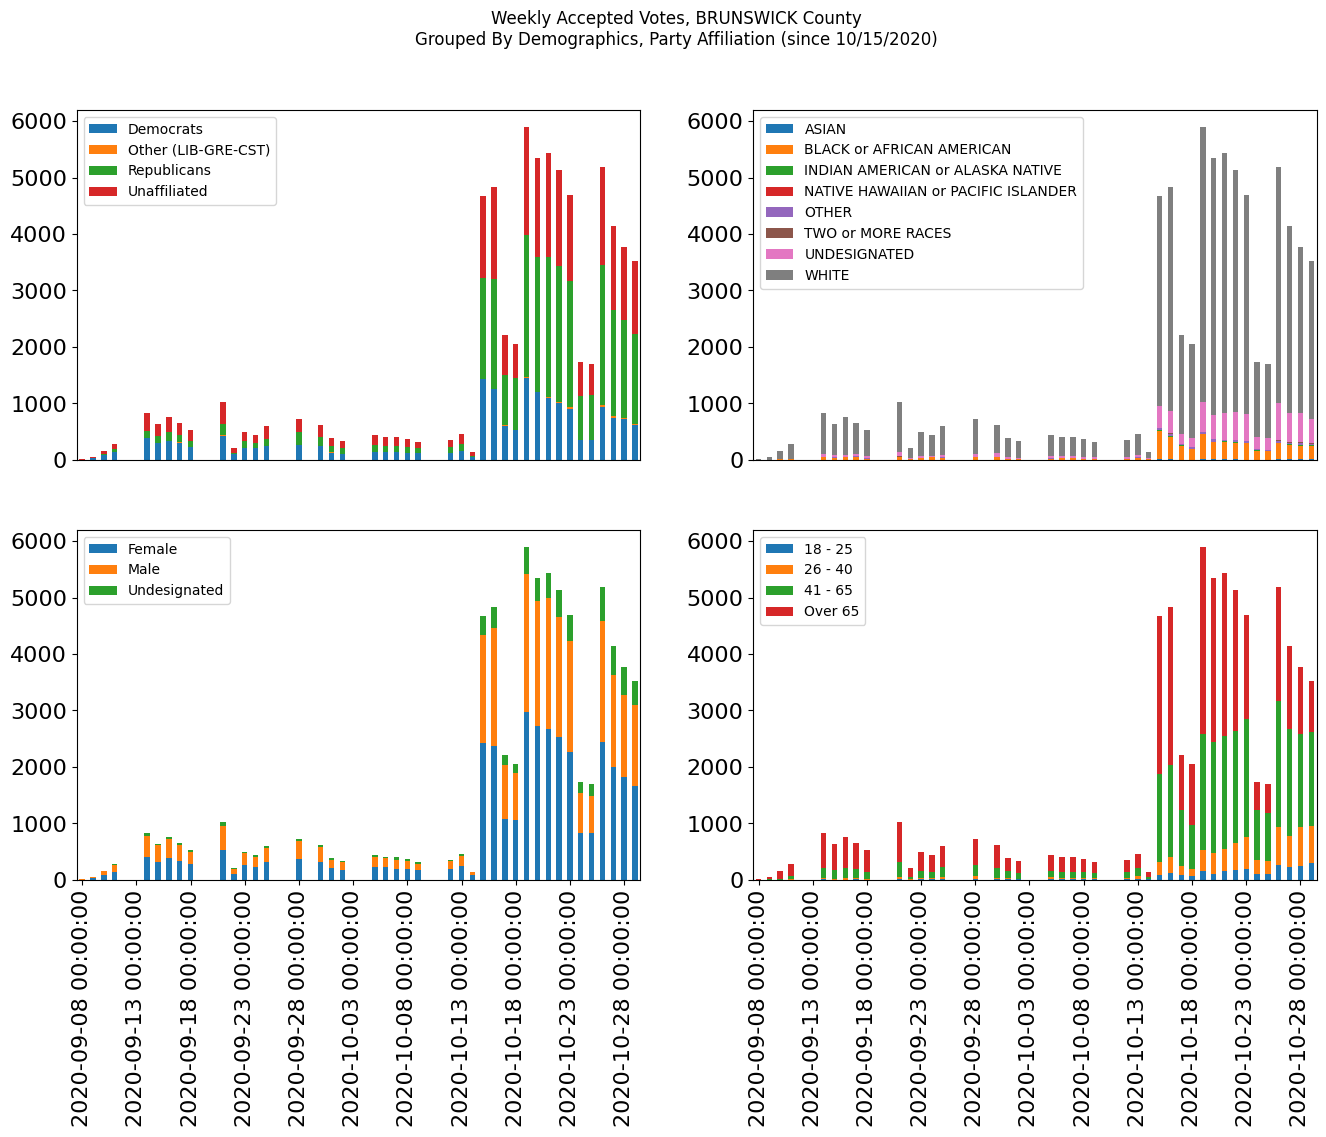 Weekly Accepted Votes, BRUNSWICK County
Grouped By Demographics, Party Affiliation (since 10/15/2020)
6000
5000
4000
3000
2000
1000
0
Democrats
Other (LIB-GRE-CST)
Republicans
Unaffiliated
6000
5000
4000
3000
2000
1000
0
ASIAN
BLACK or AFRICAN AMERICAN
INDIAN AMERICAN or ALASKA NATIVE
NATIVE HAWAIIAN or PACIFIC ISLANDER
OTHER
TWO or MORE RACES
UNDESIGNATED
WHITE
6000
5000
4000
3000
2000
1000
0
Female
Male
Undesignated
2020-09-08 00:00:00
2020-09-13 00:00:00
2020-09-18 00:00:00
2020-09-23 00:00:00
2020-09-28 00:00:00
2020-10-03 00:00:00
2020-10-08 00:00:00
2020-10-13 00:00:00
2020-10-18 00:00:00
2020-10-23 00:00:00
2020-10-28 00:00:00
6000
5000
4000
3000
2000
1000
0
18 - 25
26 - 40
41 - 65
Over 65
2020-09-08 00:00:00
2020-09-13 00:00:00
2020-09-18 00:00:00
2020-09-23 00:00:00
2020-09-28 00:00:00
2020-10-03 00:00:00
2020-10-08 00:00:00
2020-10-13 00:00:00
2020-10-18 00:00:00
2020-10-23 00:00:00
2020-10-28 00:00:00